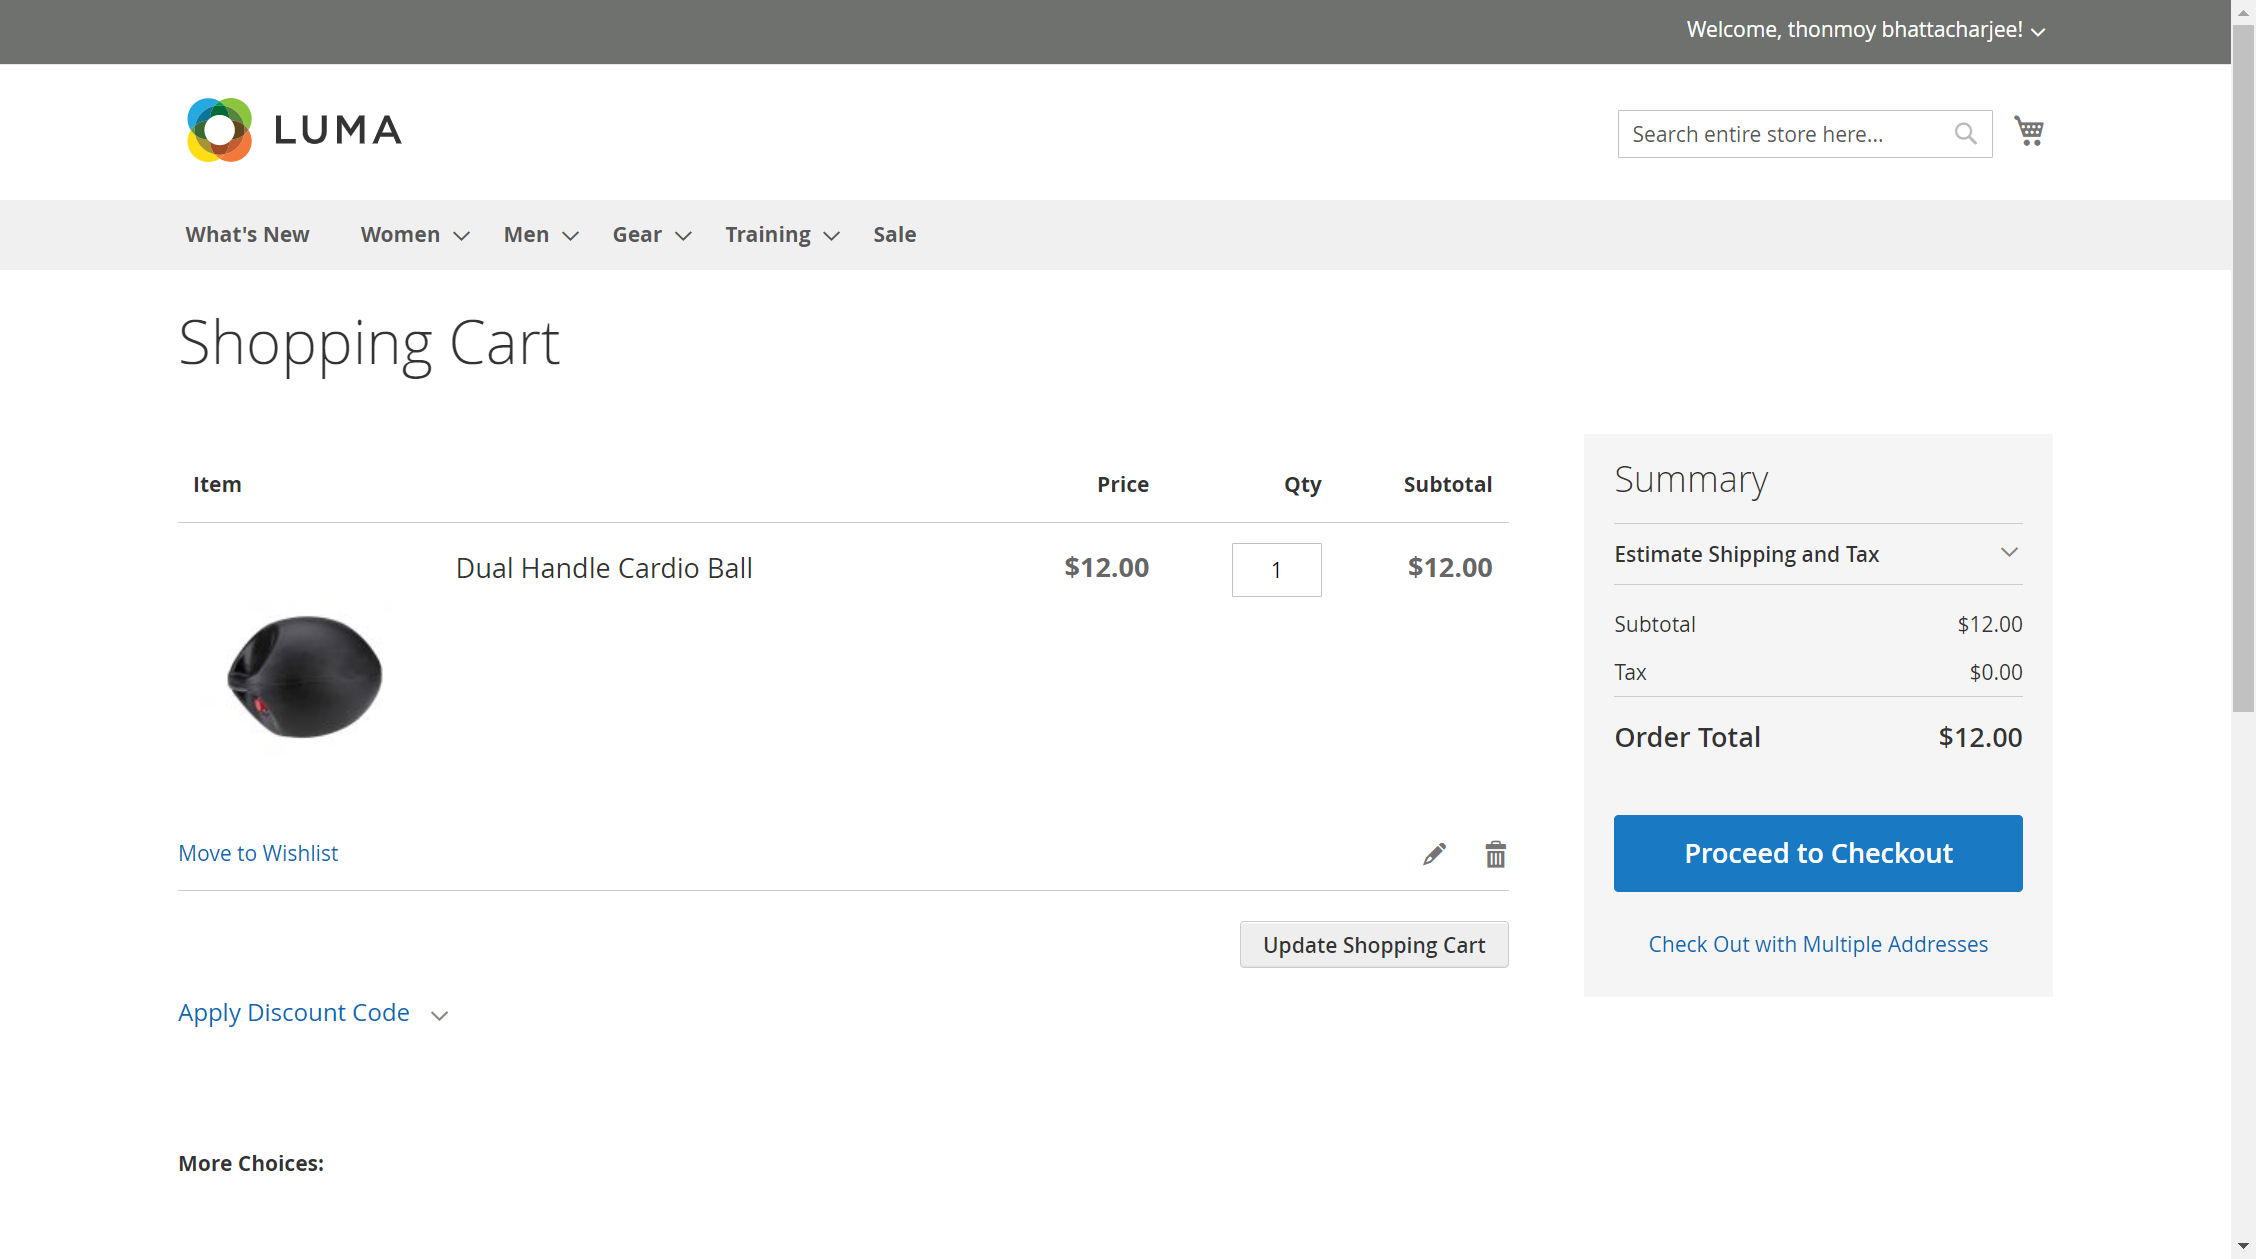 Welcome, thonmoy bhattacharjee!
LUMA
Search entire store here...
What's New Women Men Gear Training Sale
Shopping Cart
Item Price Qty Subtotal
Dual Handle Cardio Ball $12.00 1 $12.00
Move to Wishlist
Update Shopping Cart
Apply Discount Code
More Choices:
Summary
Estimate Shipping and Tax
Subtotal $12.00
Tax $0.00
Order Total $12.00
Proceed to Checkout
Check Out with Multiple Addresses